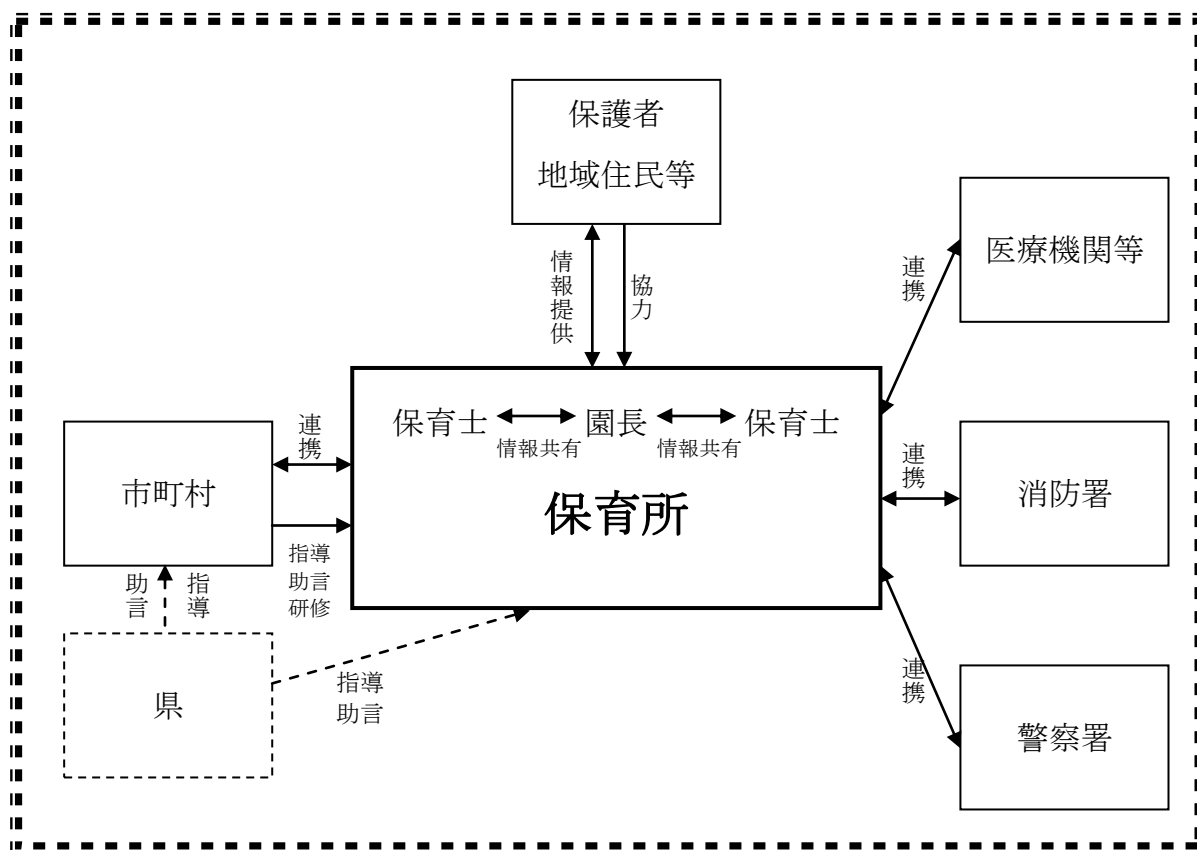 保護者
地域住民等
情報提供
協力
医療機関等
連携
保育士
園長
保育士
情報共有
情報共有
保育所
連携
市町村
指導
助言
研修
連携
消防署
助言
指導
県
指導
助言
連携
警察署